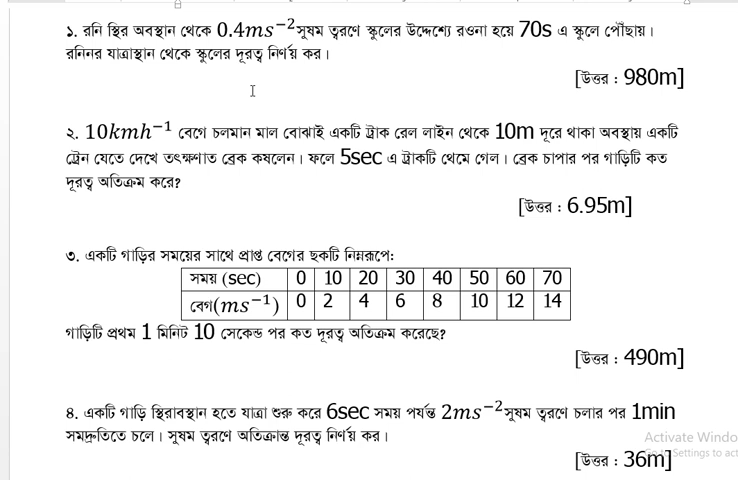 ১. রনি স্থির অবস্থান থেকে 0.4ms⁻² সুষম ত্বরণে স্কুলের উদ্দেশ্যে রওনা হয়ে 70s এ স্কুলে পৌঁছায়।
রনিনর যাত্রাস্থান থেকে স্কুলের দূরত্ব নির্ণয় কর।
[উত্তর : 980m]
২. 10kmh⁻¹ বেগে চলমান মাল বোঝাই একটি ট্রাক রেল লাইন থেকে 10m দূরে থাকা অবস্থায় একটি
ট্রেন যেতে দেখে তৎক্ষণাত ব্রেক কষলেন। ফলে 5sec এ ট্রাকটি থেমে গেল। ব্রেক চাপার পর গাড়িটি কত
দূরত্ব অতিক্রম করে?
[উত্তর : 6.95m]
৩. একটি গাড়ির সময়ের সাথে প্রাপ্ত বেগের ছকটি নিম্নরূপে:
সময় (sec) 0 10 20 30 40 50 60 70
বেগ(ms⁻¹) 0 2 4 6 8 10 12 14
গাড়িটি প্রথম 1 মিনিট 10 সেকেন্ড পর কত দূরত্ব অতিক্রম করেছে?
[উত্তর : 490m]
৪. একটি গাড়ি স্থিরাবস্থান হতে যাত্রা শুরু করে 6sec সময় পর্যন্ত 2ms⁻² সুষম ত্বরণে চলার পর 1min
সমদ্রুতিতে চলে। সুষম ত্বরণে অতিক্রান্ত দূরত্ব নির্ণয় কর।
Activate Windo
[উত্তর : 36m]
Settings to act